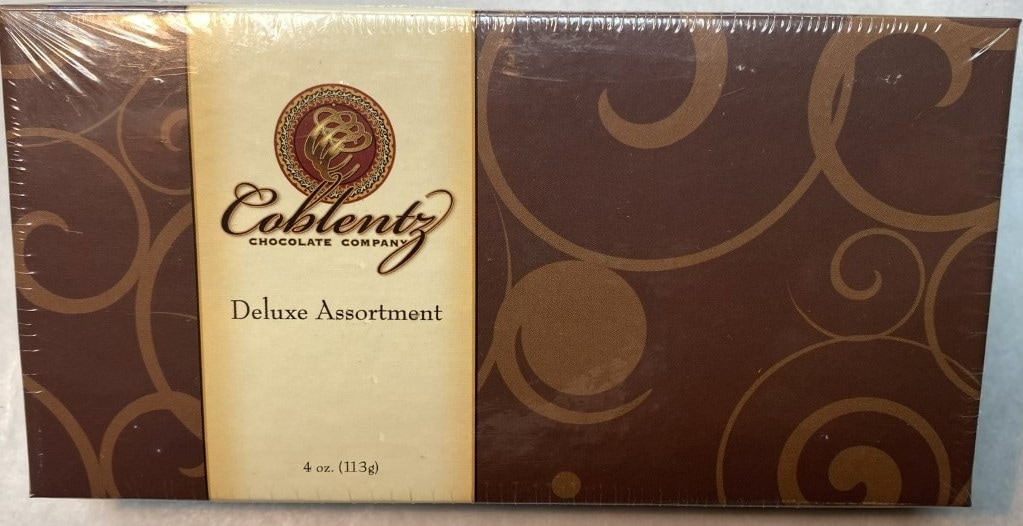 Coblentz
CHOCOLATE COMPANY
Deluxe Assortment
4 oz. (113g)